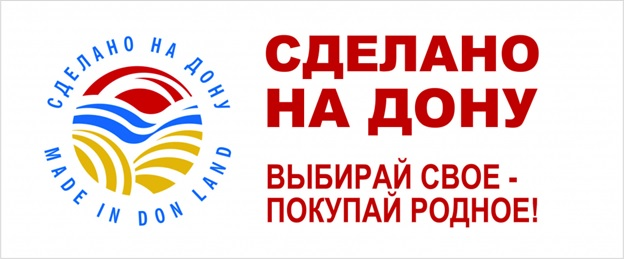 СДЕЛАНО НА ДОНУ
MADE IN DON LAND
СДЕЛАНО
НА ДОНУ
ВЫБИРАЙ СВОЕ -
ПОКУПАЙ РОДНОЕ!